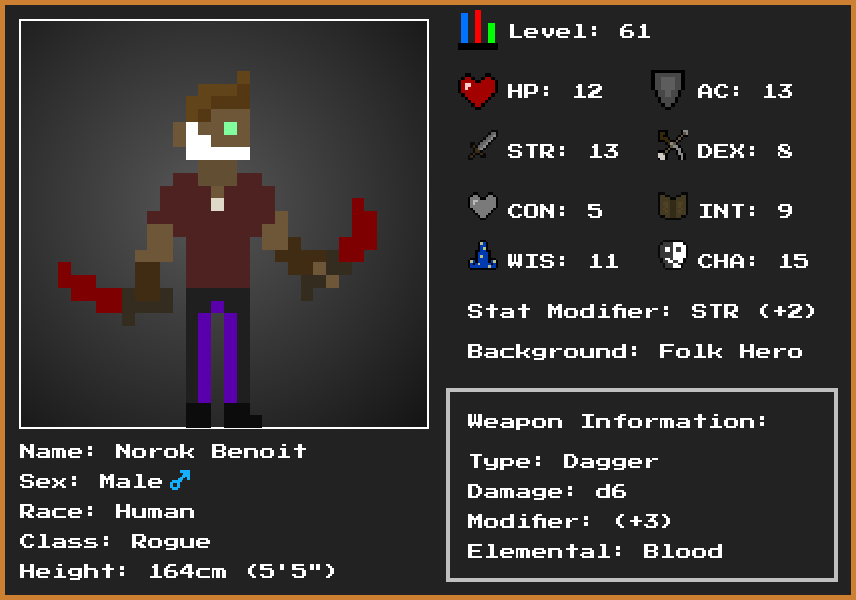 Level: 61
HP: 12 AC: 13
STR: 13 DEX: 8
CON: 5 INT: 9
WIS: 11 CHA: 15
Stat Modifier: STR (+2)
Background: Folk Hero
Name: Norok Benoit
Sex: Male ♂
Race: Human
Class: Rogue
Height: 164cm (5'5")
Weapon Information:
Type: Dagger
Damage: d6
Modifier: (+3)
Elemental: Blood